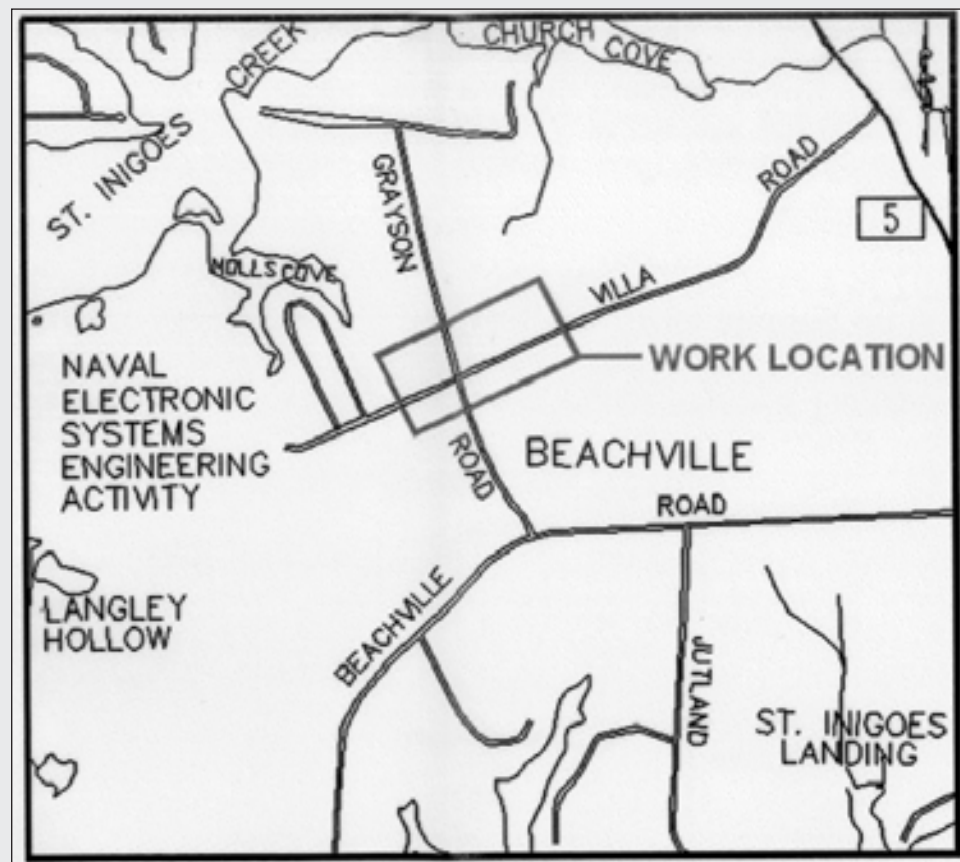 CHURCH
COVE
CREEK
ST. INIGOES
GRAYSON
ROAD
5
MOLLS COVE
VILLA
WORK LOCATION
NAVAL
ELECTRONIC
SYSTEMS
ENGINEERING
ACTIVITY
ROAD
BEACHVILLE
ROAD
LANGLEY
HOLLOW
BEACHVILLE
JUTLAND
ST. INIGOES
LANDING